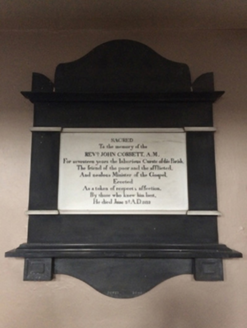 SACRED
To the memory of the
REVD JOHN CORBETT, A.M.
For seventeen years the laborious Curate of this Parish,
The friend of the poor and the afflicted,
And zealous Minister of the Gospel,
Erected
As a token of respect & affection,
By those who knew him best,
He died June A.D.